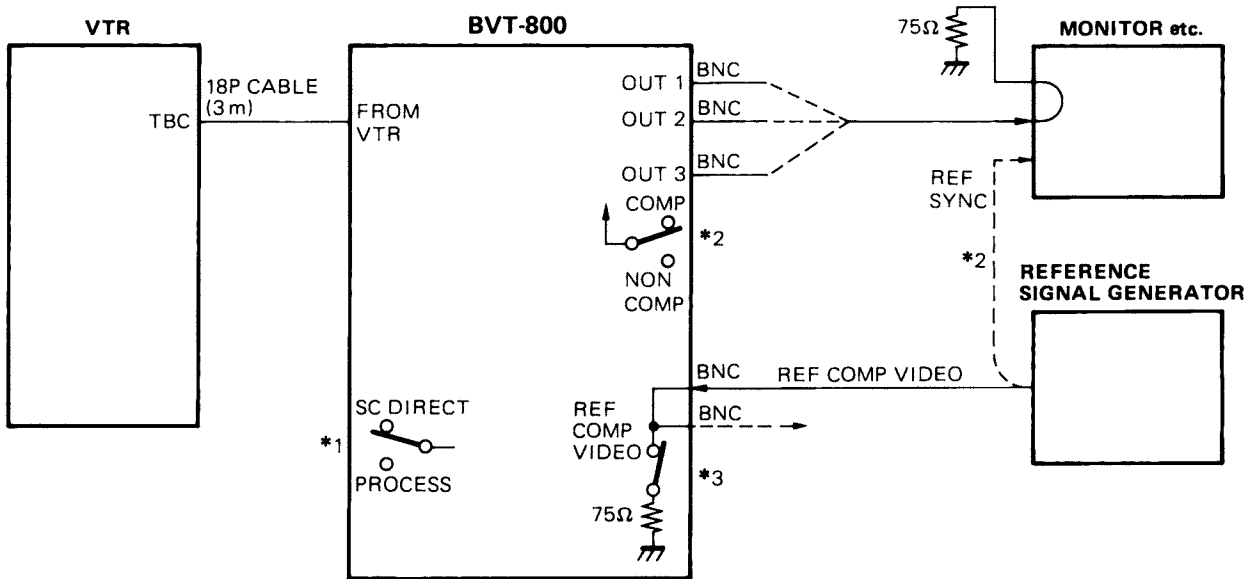 VTR
BVT-800
75Ω
MONITOR etc.
18P CABLE
(3m)
TBC
FROM
VTR
OUT 1
BNC
OUT 2
BNC
OUT 3
BNC
COMP
*2
NON
COMP
REF
SYNC
*2
REFERENCE
SIGNAL GENERATOR
BNC
REF COMP VIDEO
BNC
*1
SC DIRECT
PROCESS
REF
COMP
VIDEO
*3
75Ω